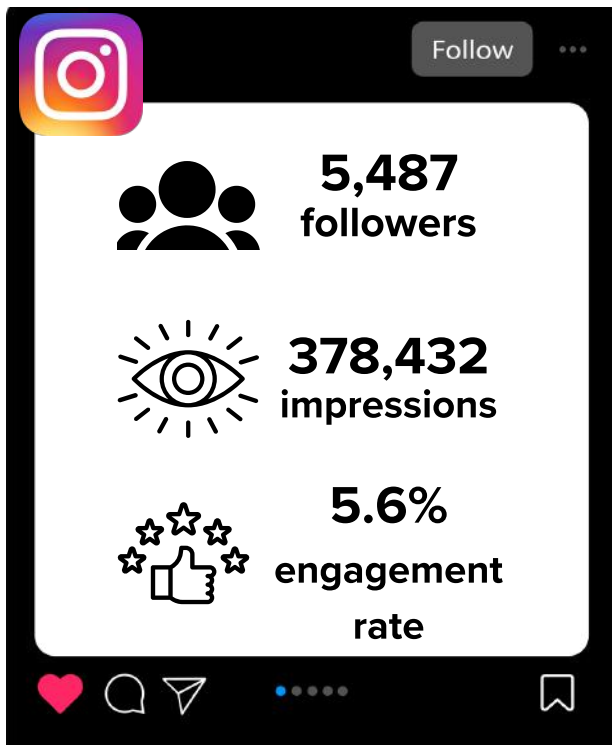 Follow
5,487
followers
378,432
impressions
5.6%
engagement
rate